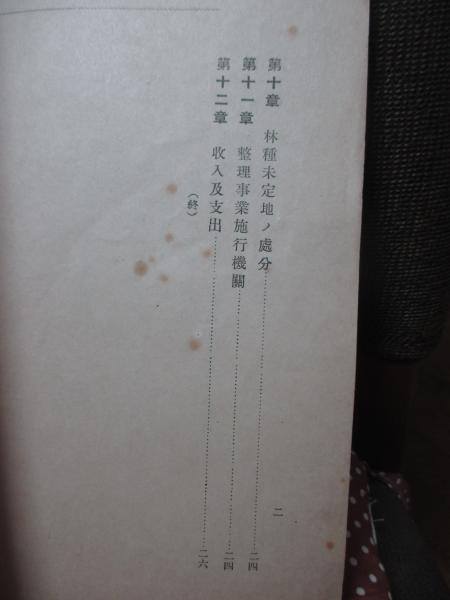 第十章 林種未定地ノ處分……二四
第十一章 整理事業施行機關……二四
第十二章 收入及支出……二六
(終)
二